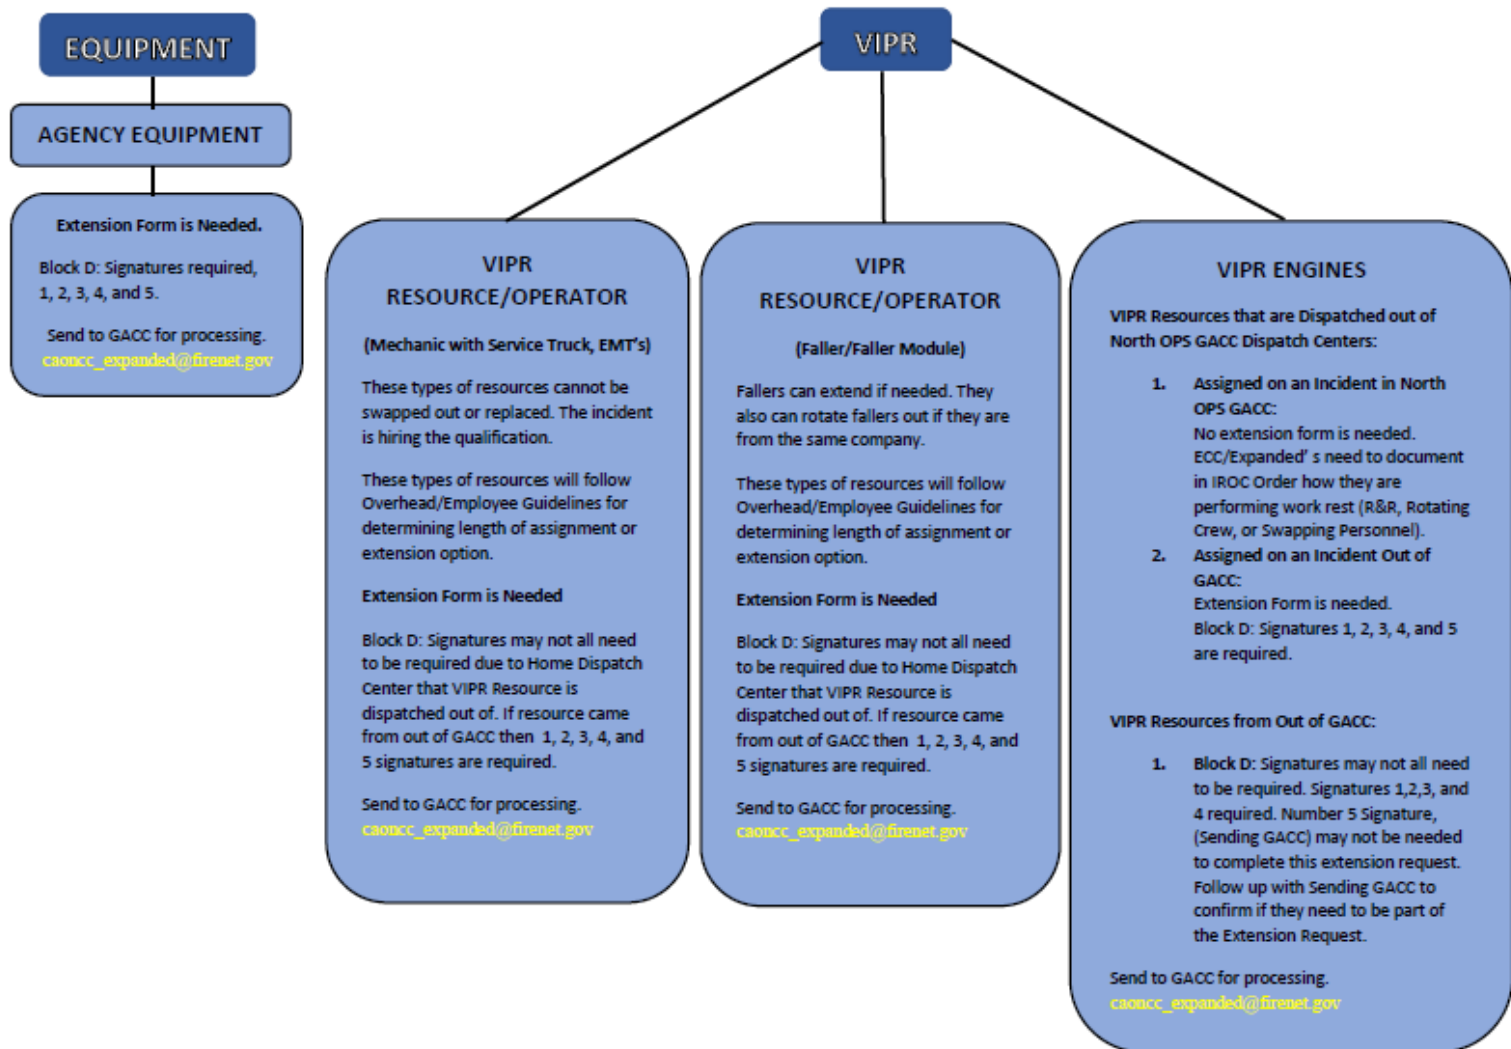 EQUIPMENT
AGENCY EQUIPMENT
Extension Form is Needed.
Block D: Signatures required,
1, 2, 3, 4, and 5.
Send to GACC for processing.
caoncc_expanded@firenet.gov
VIPR
VIPR
RESOURCE/OPERATOR
(Mechanic with Service Truck, EMT's)
These types of resources cannot be
swapped out or replaced. The incident
is hiring the qualification.
These types of resources will follow
Overhead/Employee Guidelines for
determining length of assignment or
extension option.
Extension Form is Needed
Block D: Signatures may not all need
to be required due to Home Dispatch
Center that VIPR Resource is
dispatched out of. If resource came
from out of GACC then 1, 2, 3, 4, and
5 signatures are required.
Send to GACC for processing.
caoncc_expanded@firenet.gov
VIPR
RESOURCE/OPERATOR
(Faller/Faller Module)
Fallers can extend if needed. They
also can rotate fallers out if they are
from the same company.
These types of resources will follow
Overhead/Employee Guidelines for
determining length of assignment or
extension option.
Extension Form is Needed
Block D: Signatures may not all need
to be required due to Home Dispatch
Center that VIPR Resource is
dispatched out of. If resource came
from out of GACC then 1, 2, 3, 4, and
5 signatures are required.
Send to GACC for processing.
caoncc_expanded@firenet.gov
VIPR ENGINES
VIPR Resources that are Dispatched out of
North OPS GACC Dispatch Centers:
1. Assigned on an Incident in North
OPS GACC:
No extension form is needed.
ECC/Expanded' s need to document
in IROC Order how they are
performing work rest (R&R, Rotating
Crew, or Swapping Personnel).
2. Assigned on an Incident Out of
GACC:
Extension Form is needed.
Block D: Signatures 1, 2, 3, 4, and 5
are required.
VIPR Resources from Out of GACC:
1. Block D: Signatures may not all need
to be required. Signatures 1,2,3, and
4 required. Number 5 Signature,
(Sending GACC) may not be needed
to complete this extension request.
Follow up with Sending GACC to
confirm if they need to be part of
the Extension Request.
Send to GACC for processing.
caoncc_expanded@firenet.gov